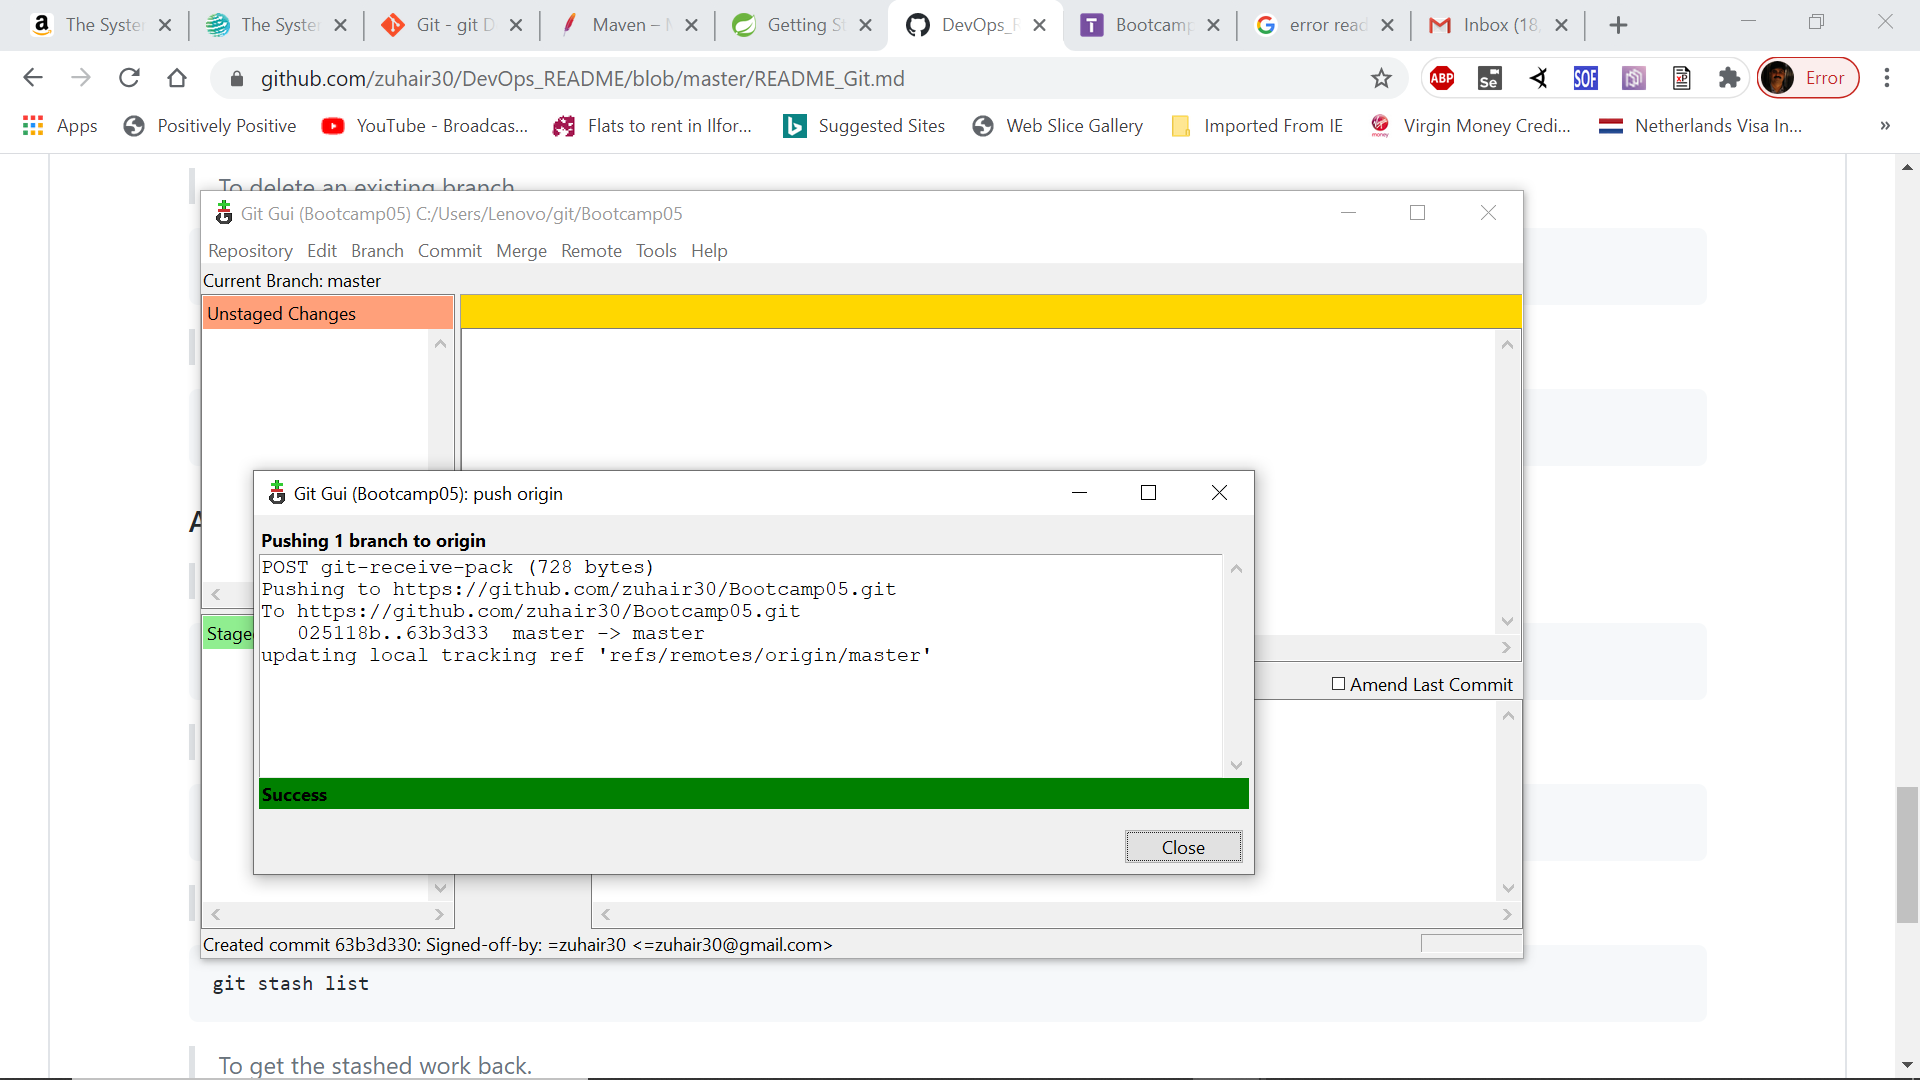 The Syste
The Syste
Git - git D
Maven –
Getting S
DevOps_
Bootcamp
error read
Inbox (18
github.com/zuhair30/DevOps_README/blob/master/README_Git.md
ABP
Se
SOF
XP
Error
Apps
Positively Positive
YouTube - Broadcas...
Flats to rent in Ilfor...
Suggested Sites
Web Slice Gallery
Imported From IE
Virgin Money Credi...
Netherlands Visa In...
»
To delete an existing branch
Git Gui (Bootcamp05) C:/Users/Lenovo/git/Bootcamp05
Repository Edit Branch Commit Merge Remote Tools Help
Current Branch: master
Unstaged Changes
Git Gui (Bootcamp05): push origin
Pushing 1 branch to origin
POST git-receive-pack (728 bytes)
Pushing to https://github.com/zuhair30/Bootcamp05.git
To https://github.com/zuhair30/Bootcamp05.git
025118b..63b3d33 master -> master
updating local tracking ref 'refs/remotes/origin/master'
Stage
Amend Last Commit
Success
Close
Created commit 63b3d330: Signed-off-by: =zuhair30 <=zuhair30@gmail.com>
git stash list
To get the stashed work back.